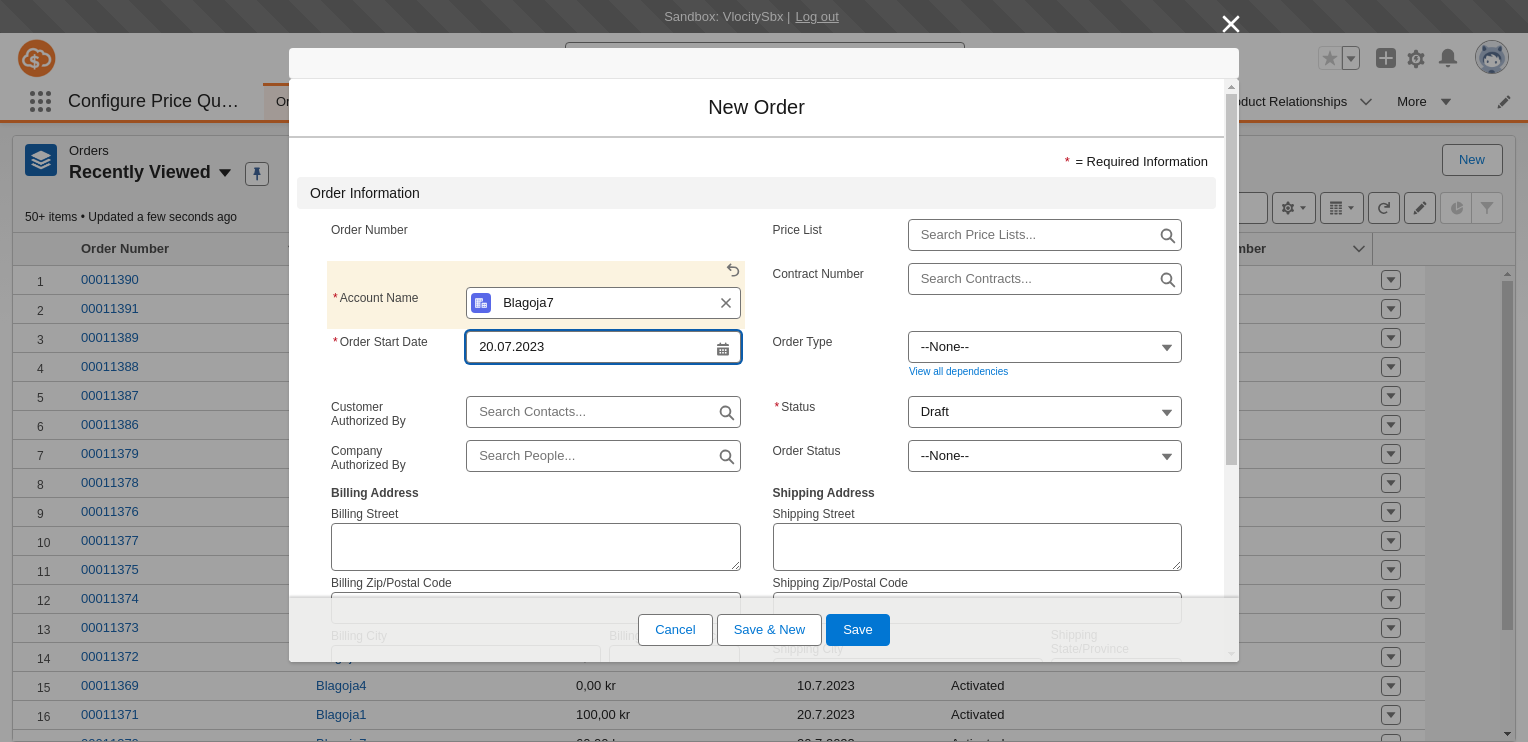 Sandbox: VlocitySbx | Log out
Configure Price Qu…
Product Relationships
More
Orders
Recently Viewed
New
50+ items • Updated a few seconds ago
Order Number
1 00011390
2 00011391
3 00011389
4 00011388
5 00011387
6 00011386
7 00011379
8 00011378
9 00011376
10 00011377
11 00011375
12 00011374
13 00011373
14 00011372
15 00011369 Blagoja4 0,00 kr 10.7.2023 Activated
16 00011371 Blagoja1 100,00 kr 20.7.2023 Activated
New Order
* = Required Information
Order Information
Order Number
Price List
Search Price Lists...
*Account Name
Blagoja7
Contract Number
Search Contracts...
*Order Start Date
20.07.2023
Order Type
--None--
View all dependencies
Customer
Authorized By
Search Contacts...
*Status
Draft
Company
Authorized By
Search People...
Order Status
--None--
Billing Address
Shipping Address
Billing Street
Shipping Street
Billing Zip/Postal Code
Shipping Zip/Postal Code
Billing City
Shipping City
Shipping
State/Province
Cancel
Save & New
Save